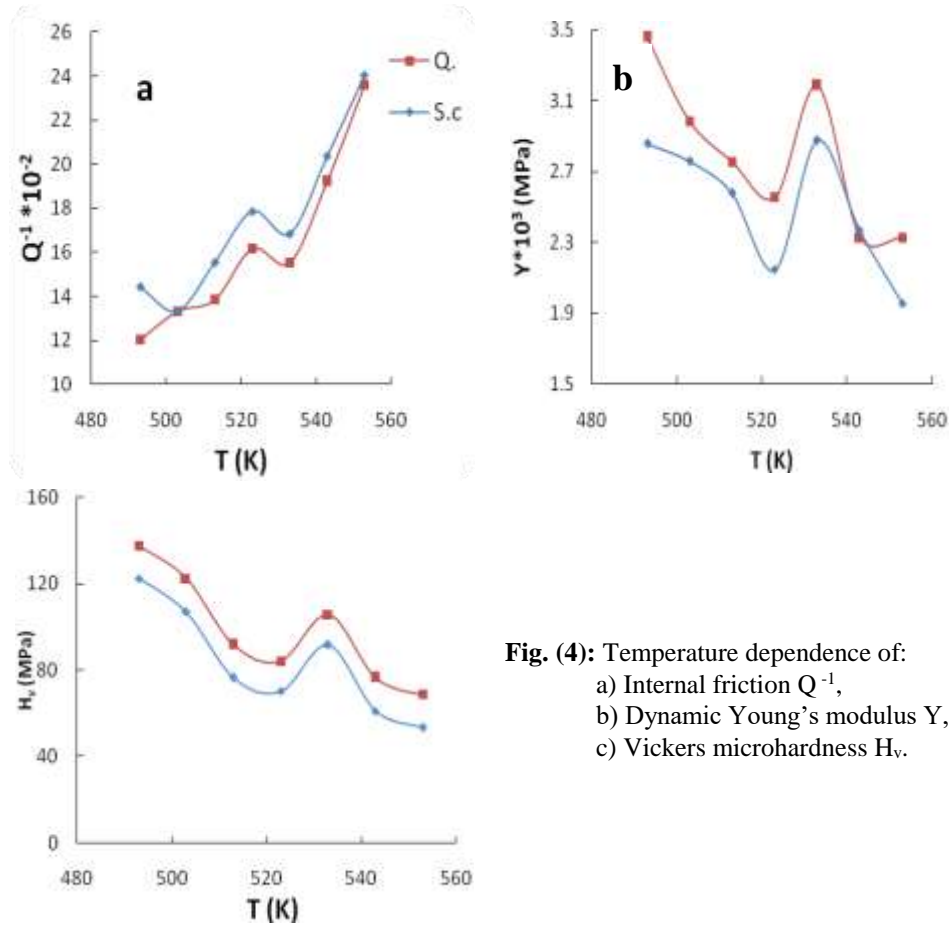 26
24
22
20
18
16
14
12
10
Q⁻¹ *10⁻²
a
Q.
S.c
480 500 520 540 560
T (K)
3.5
3.1
2.7
2.3
1.9
1.5
Y*10³ (MPa)
b
480 500 520 540 560
T (K)
160
120
80
40
0
Hᵥ (MPa)
480 500 520 540 560
T (K)
Fig. (4): Temperature dependence of:
a) Internal friction Q ⁻¹,
b) Dynamic Young’s modulus Y,
c) Vickers microhardness Hᵥ.